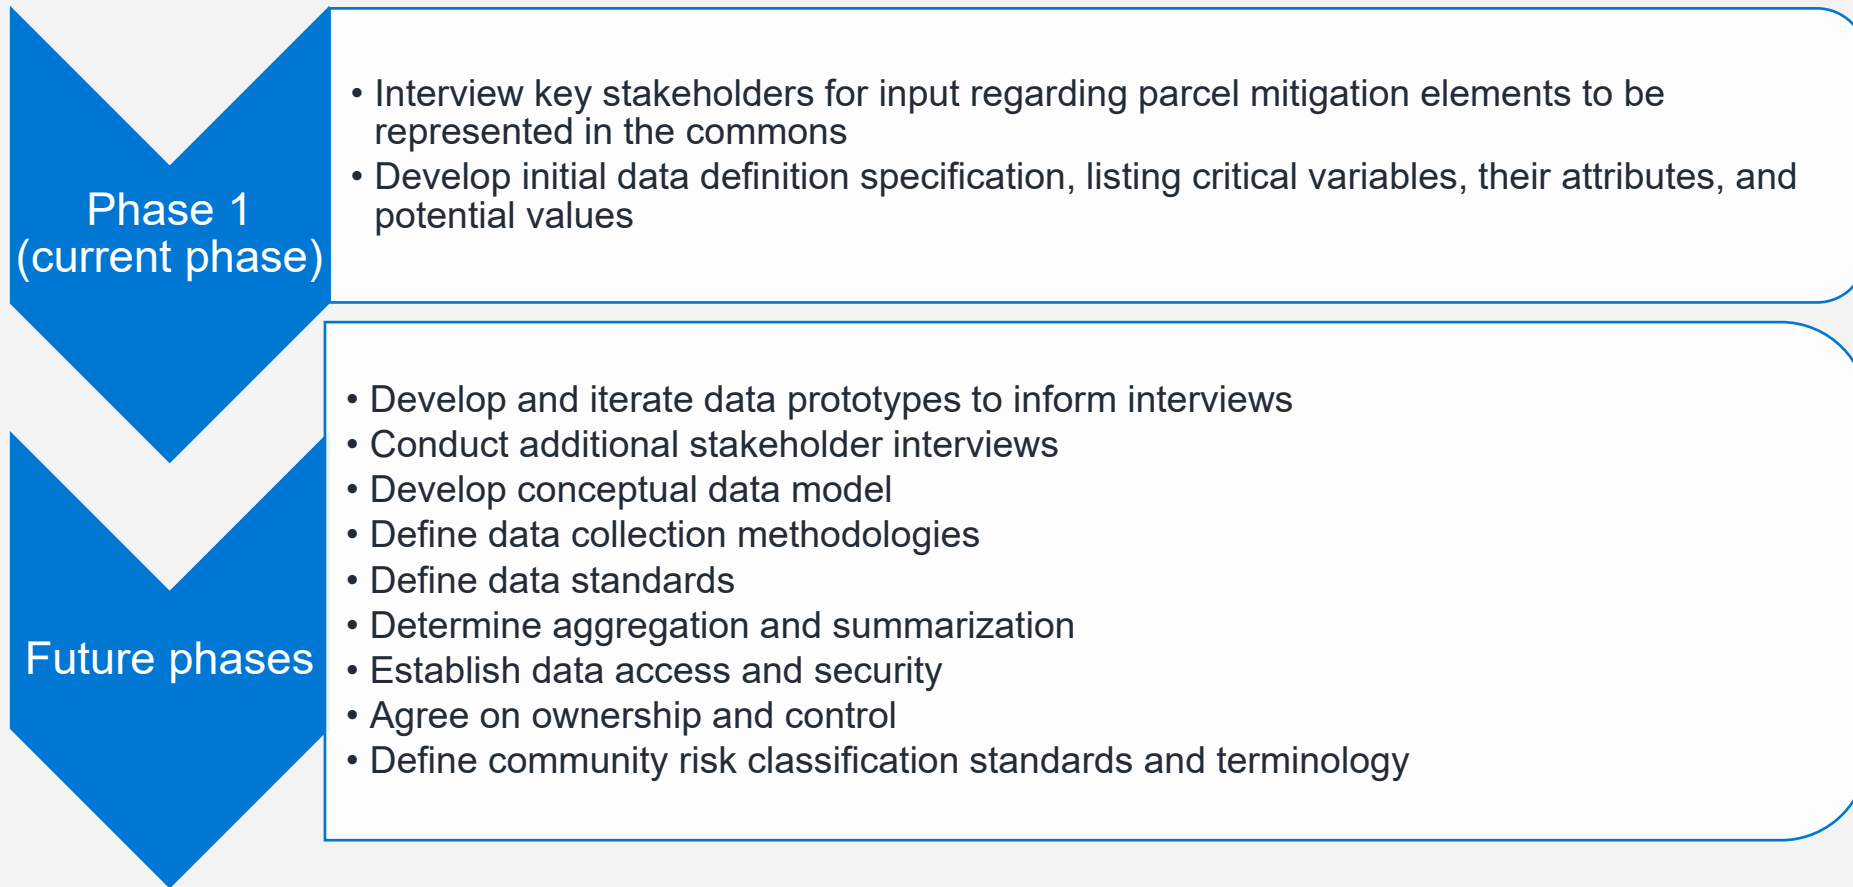 Phase 1
(current phase)
• Interview key stakeholders for input regarding parcel mitigation elements to be
represented in the commons
• Develop initial data definition specification, listing critical variables, their attributes, and
potential values
Future phases
• Develop and iterate data prototypes to inform interviews
• Conduct additional stakeholder interviews
• Develop conceptual data model
• Define data collection methodologies
• Define data standards
• Determine aggregation and summarization
• Establish data access and security
• Agree on ownership and control
• Define community risk classification standards and terminology